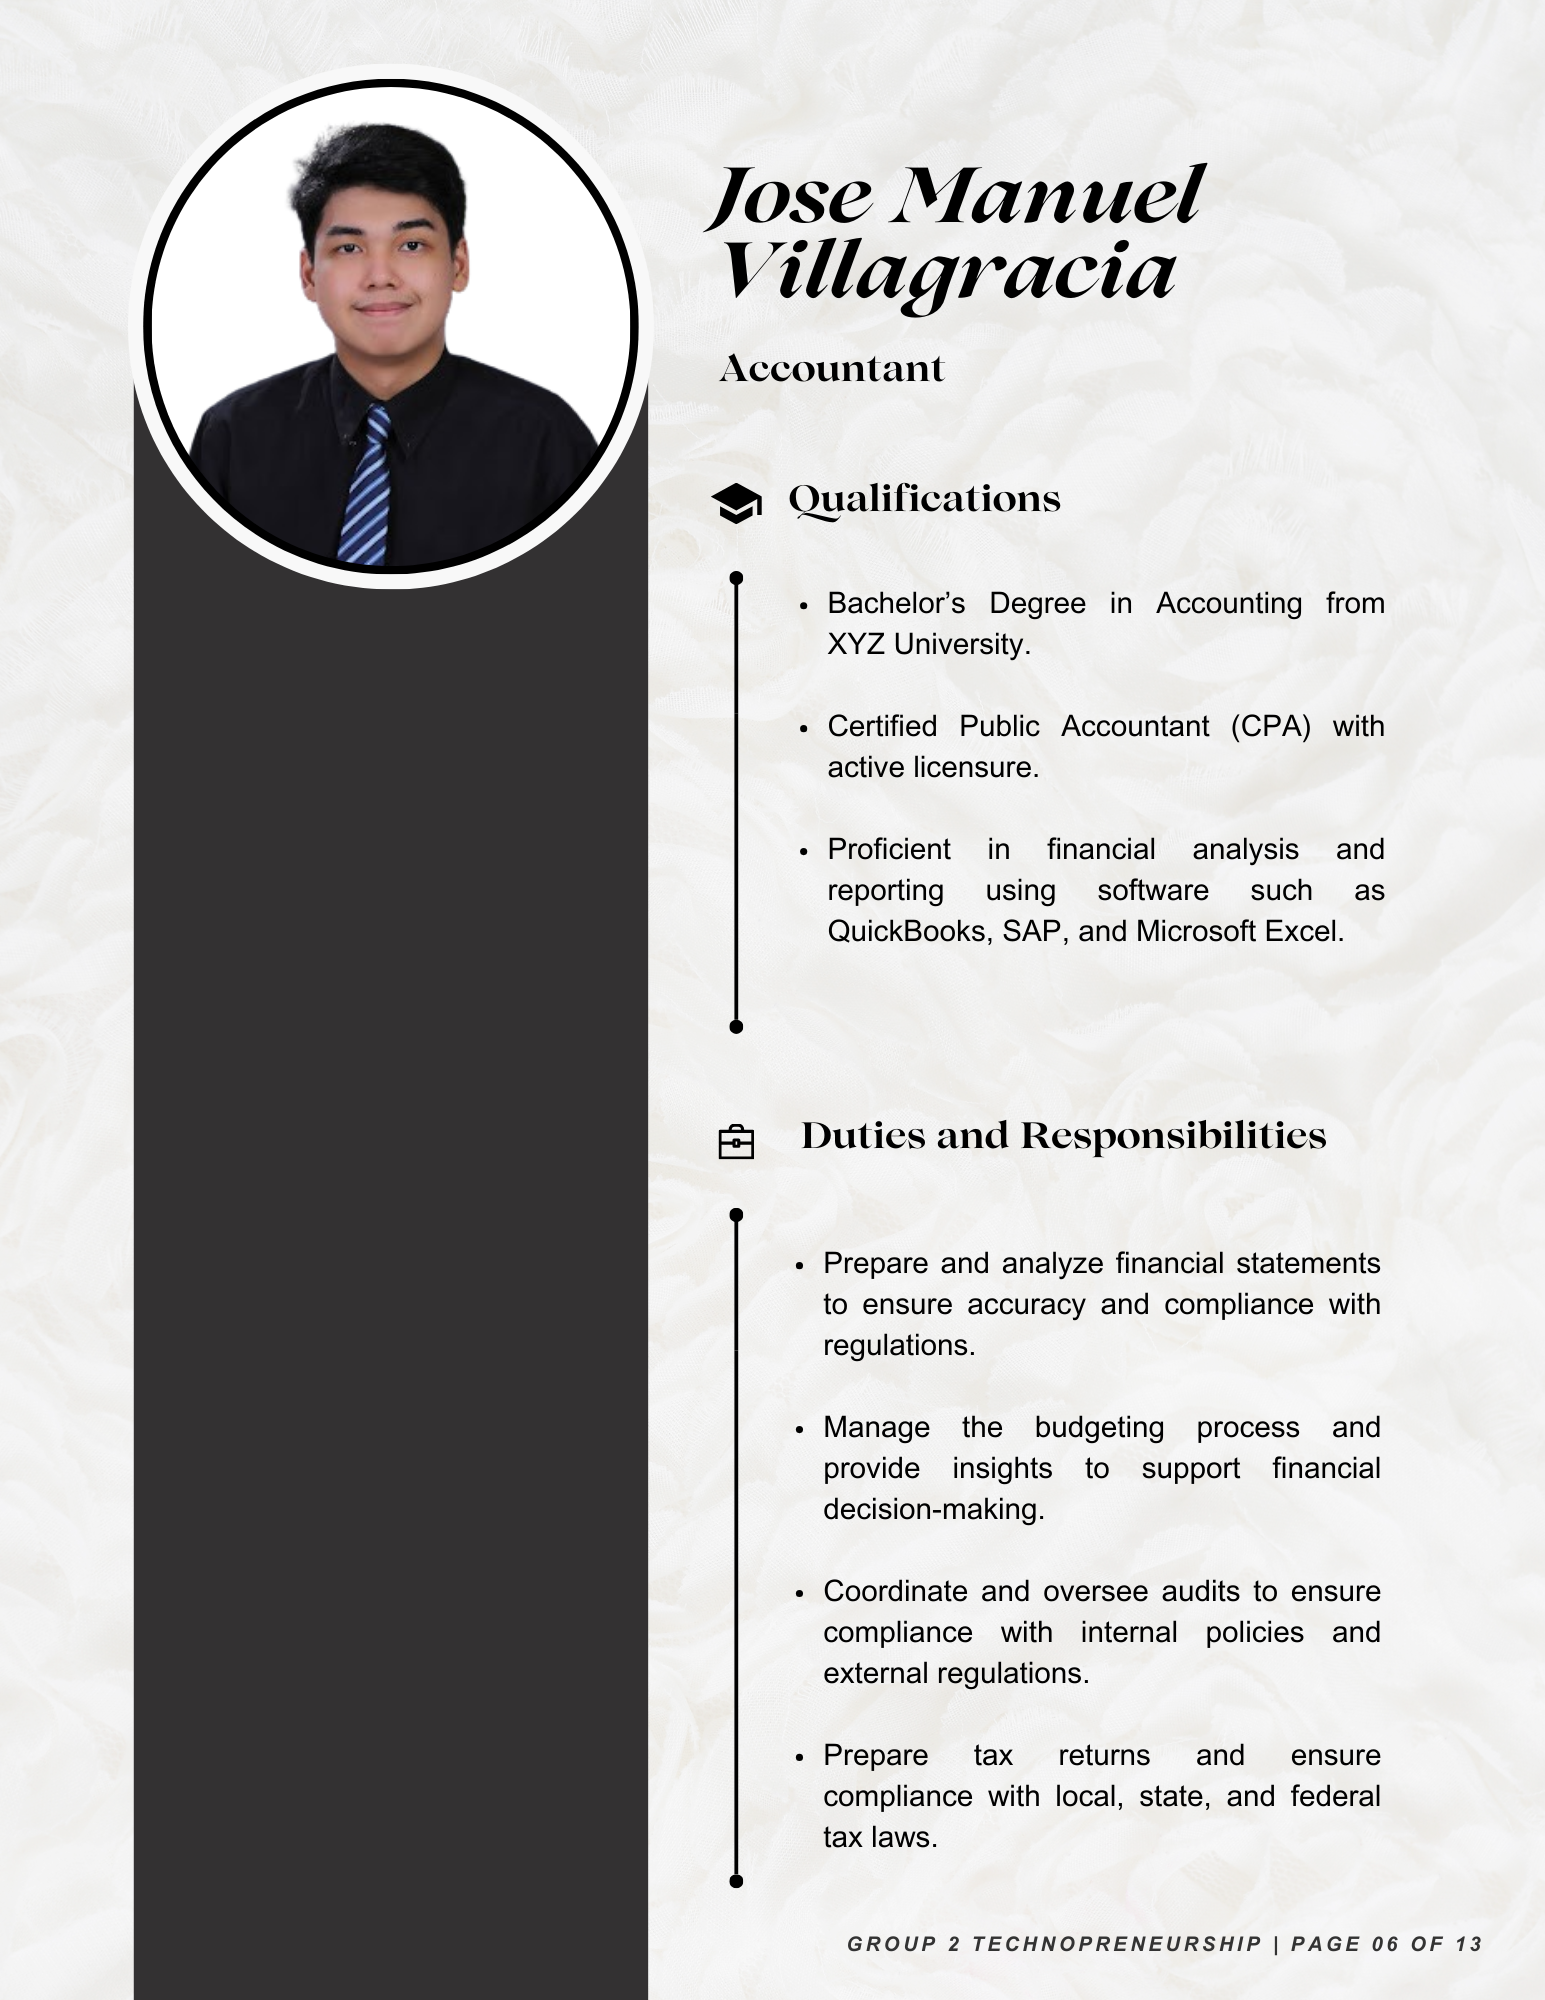 Jose Manuel
Villagracia
Accountant
Qualifications
• Bachelor’s Degree in Accounting from
XYZ University.
• Certified Public Accountant (CPA) with
active licensure.
• Proficient in financial analysis and
reporting using software such as
QuickBooks, SAP, and Microsoft Excel.
Duties and Responsibilities
• Prepare and analyze financial statements
to ensure accuracy and compliance with
regulations.
• Manage the budgeting process and
provide insights to support financial
decision-making.
• Coordinate and oversee audits to ensure
compliance with internal policies and
external regulations.
• Prepare tax returns and ensure
compliance with local, state, and federal
tax laws.
GROUP 2 TECHNOPRENEURSHIP | PAGE 06 OF 13